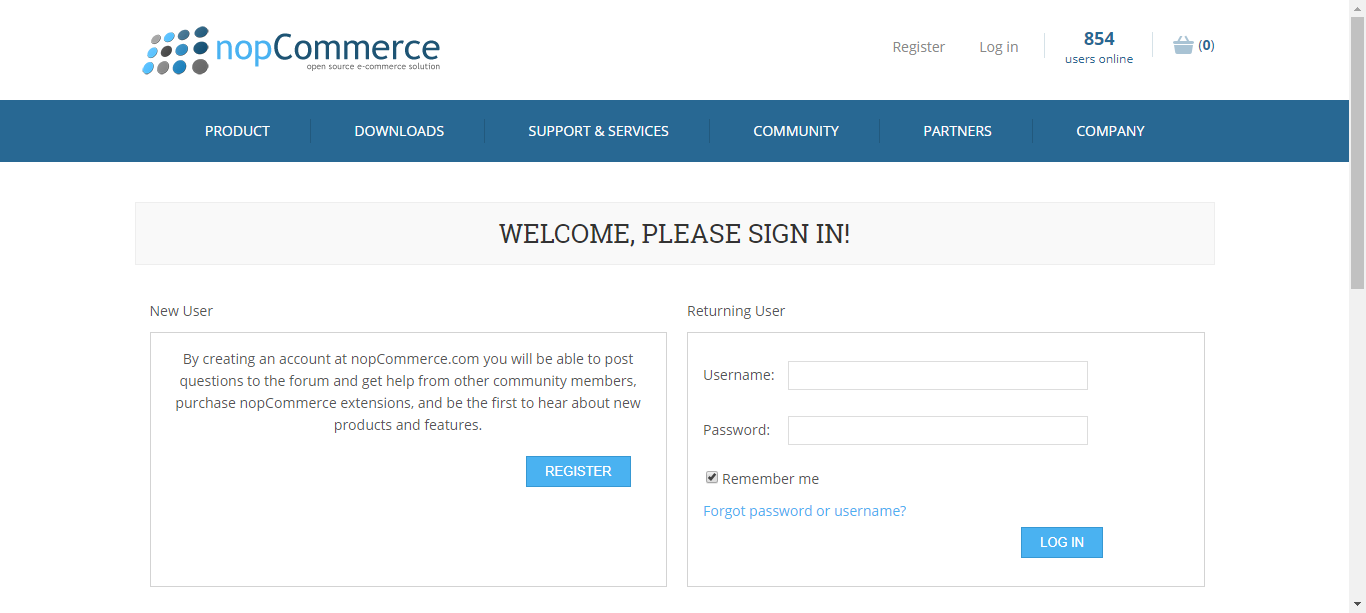 nopCommerce
open source e-commerce solution
Register
Log in
854
users online
(0)
PRODUCT
DOWNLOADS
SUPPORT & SERVICES
COMMUNITY
PARTNERS
COMPANY
WELCOME, PLEASE SIGN IN!
New User
By creating an account at nopCommerce.com you will be able to post
questions to the forum and get help from other community members,
purchase nopCommerce extensions, and be the first to hear about new
products and features.
REGISTER
Returning User
Username:
Password:
Remember me
Forgot password or username?
LOG IN